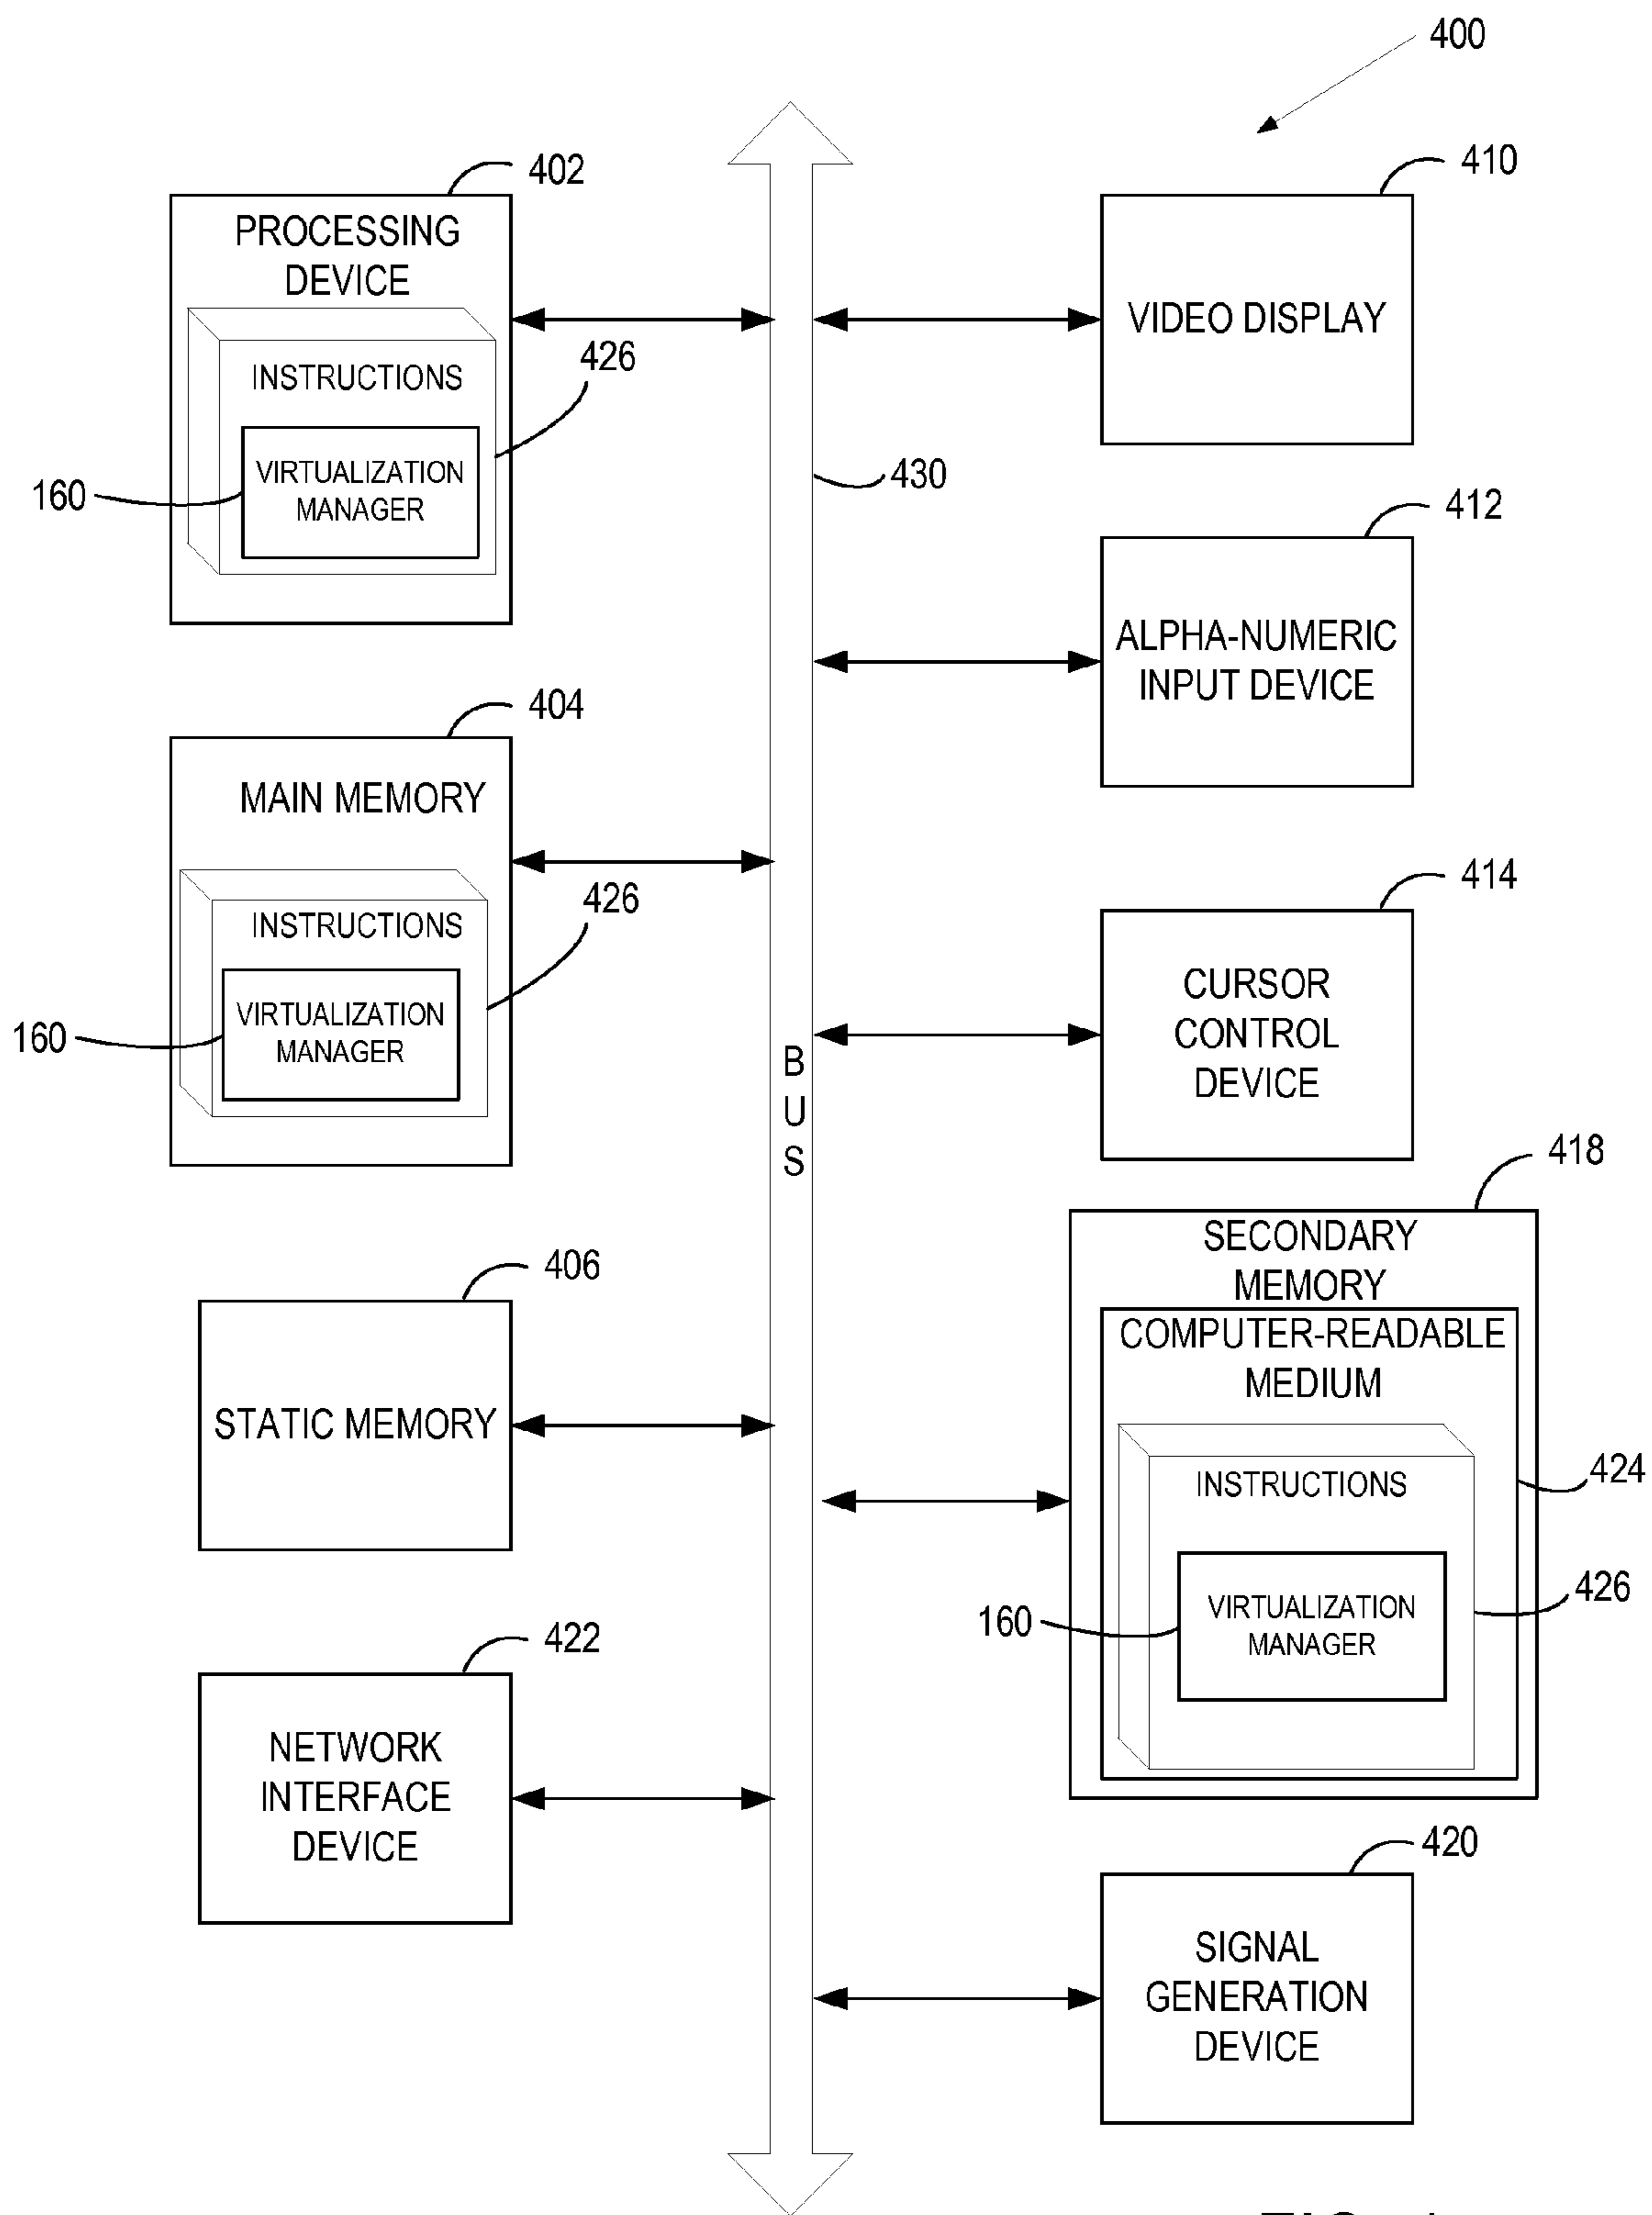 400
402
PROCESSING
DEVICE
INSTRUCTIONS
426
VIRTUALIZATION
MANAGER
160
404
MAIN MEMORY
INSTRUCTIONS
426
VIRTUALIZATION
MANAGER
160
406
STATIC MEMORY
422
NETWORK
INTERFACE
DEVICE
430
B
U
S
410
VIDEO DISPLAY
412
ALPHA-NUMERIC
INPUT DEVICE
414
CURSOR
CONTROL
DEVICE
418
SECONDARY
MEMORY
COMPUTER-READABLE
MEDIUM
INSTRUCTIONS
424
VIRTUALIZATION
MANAGER
426
160
420
SIGNAL
GENERATION
DEVICE